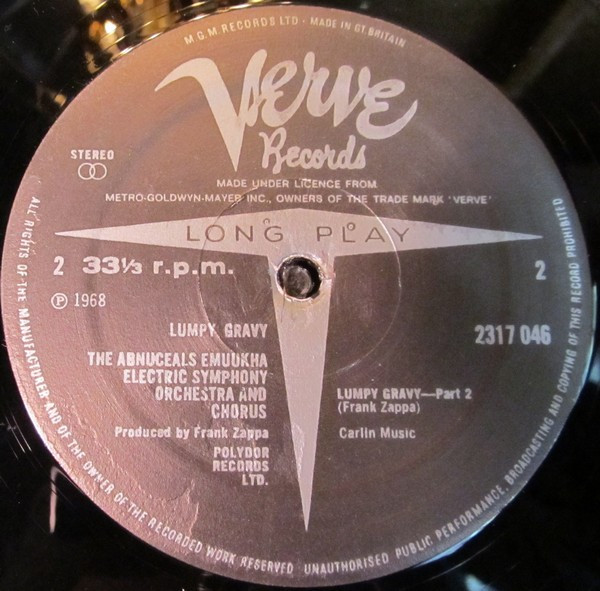 M.G.M. RECORDS LTD · MADE IN GT. BRITAIN
Verve
Records
STEREO
MADE UNDER LICENCE FROM
METRO-GOLDWYN-MAYER INC., OWNERS OF THE TRADE MARK 'VERVE'
LONG PLAY
2 33⅓ r.p.m. 2
℗ 1968
LUMPY GRAVY 2317 046
THE ABNUCEALS EMUUKHA
ELECTRIC SYMPHONY
ORCHESTRA AND
CHORUS
LUMPY GRAVY—Part 2
(Frank Zappa)
Produced by Frank Zappa
Carlin Music
POLYDOR
RECORDS
LTD.
ALL RIGHTS OF THE MANUFACTURER AND OF THE OWNER OF THE RECORDED WORK RESERVED UNAUTHORISED PUBLIC PERFORMANCE, BROADCASTING AND COPYING OF THIS RECORD PROHIBITED